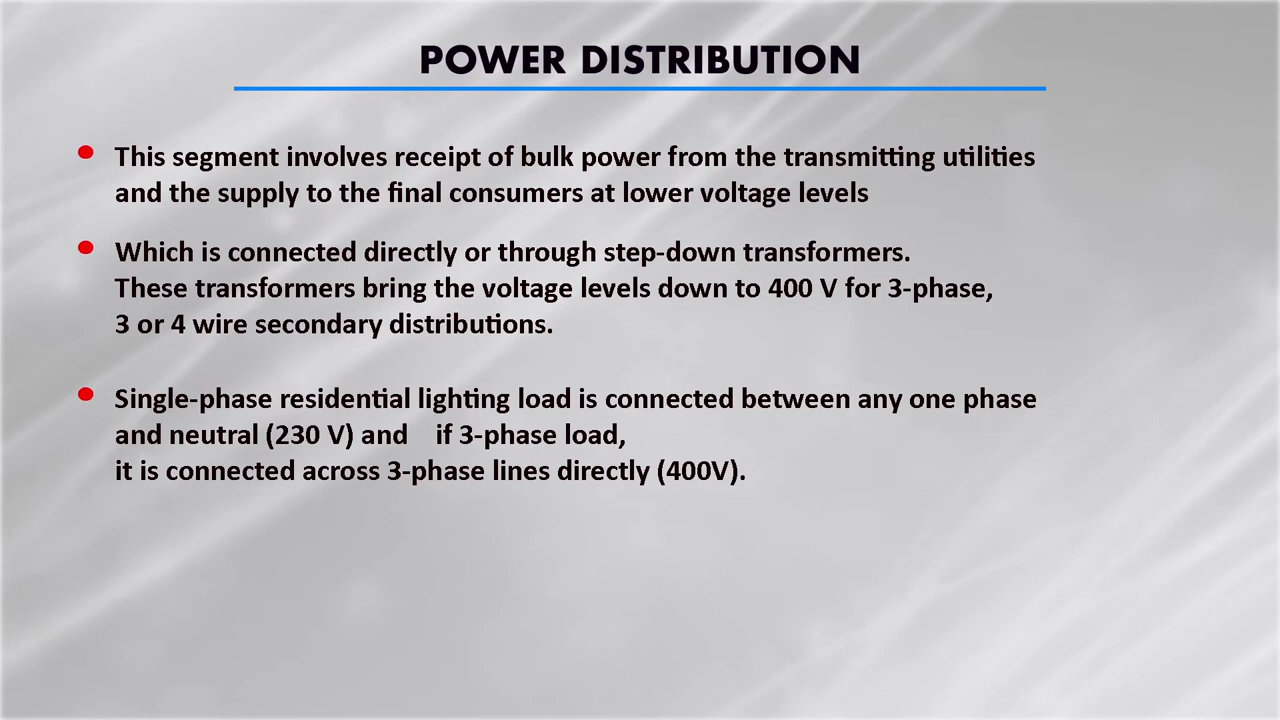 POWER DISTRIBUTION
This segment involves receipt of bulk power from the transmitting utilities
and the supply to the final consumers at lower voltage levels
Which is connected directly or through step-down transformers.
These transformers bring the voltage levels down to 400 V for 3-phase,
3 or 4 wire secondary distributions.
Single-phase residential lighting load is connected between any one phase
and neutral (230 V) and if 3-phase load,
it is connected across 3-phase lines directly (400V).